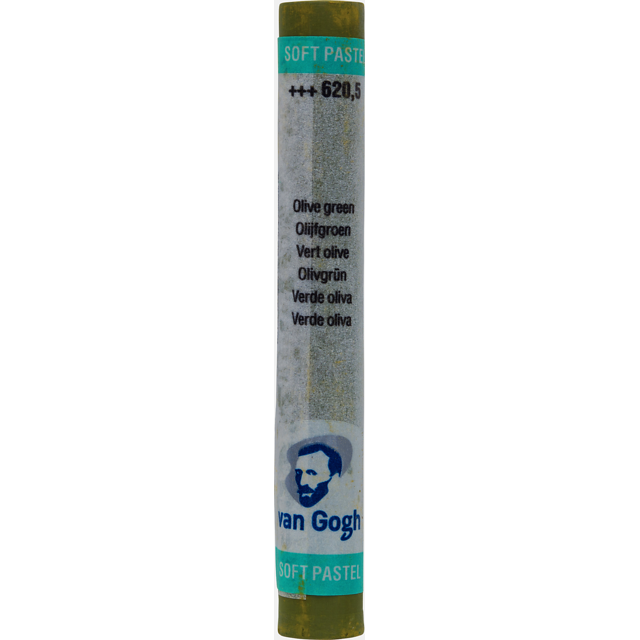 SOFT PASTEL
+++ 620,5
Olive green
Olijfgroen
Vert olive
Olivgrün
Verde oliva
Verde oliva
van Gogh
SOFT PASTEL